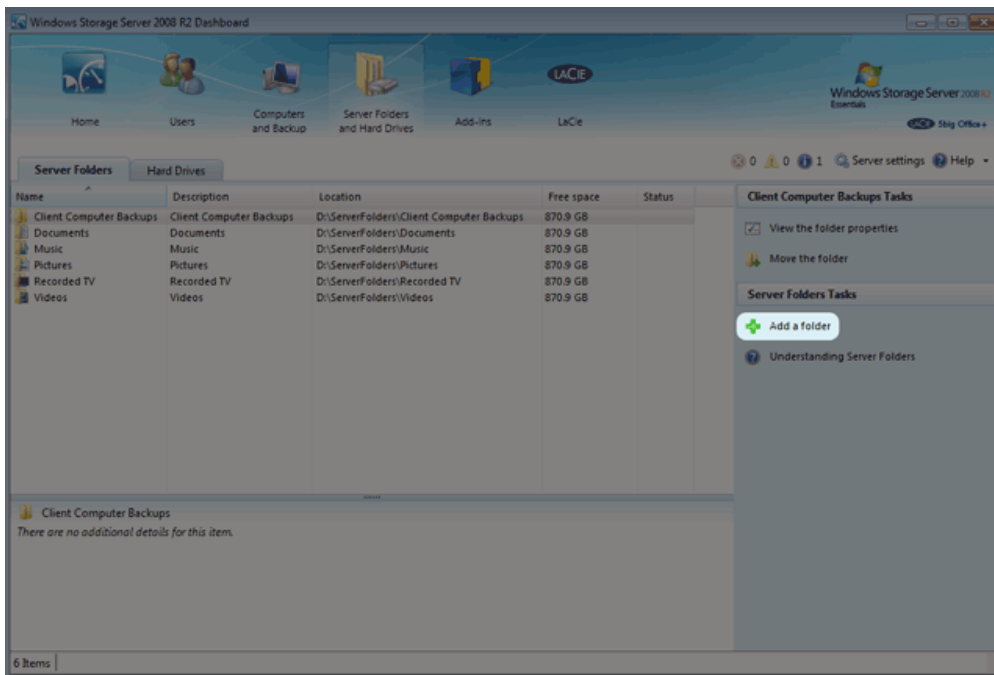 Windows Storage Server 2008 R2 Dashboard
Home
Users
Computers and Backup
Server Folders and Hard Drives
Add-ins
LACIE
LaCie
Windows Storage Server 2008 R2
Essentials
LACIE 5big Office+
Server Folders
Hard Drives
0 0 1 Server settings Help
Name Description Location Free space Status
Client Computer Backups Client Computer Backups D:\ServerFolders\Client Computer Backups 870.9 GB
Documents Documents D:\ServerFolders\Documents 870.9 GB
Music Music D:\ServerFolders\Music 870.9 GB
Pictures Pictures D:\ServerFolders\Pictures 870.9 GB
Recorded TV Recorded TV D:\ServerFolders\Recorded TV 870.9 GB
Videos Videos D:\ServerFolders\Videos 870.9 GB
Client Computer Backups Tasks
View the folder properties
Move the folder
Server Folders Tasks
Add a folder
Understanding Server Folders
Client Computer Backups
There are no additional details for this item.
6 Items